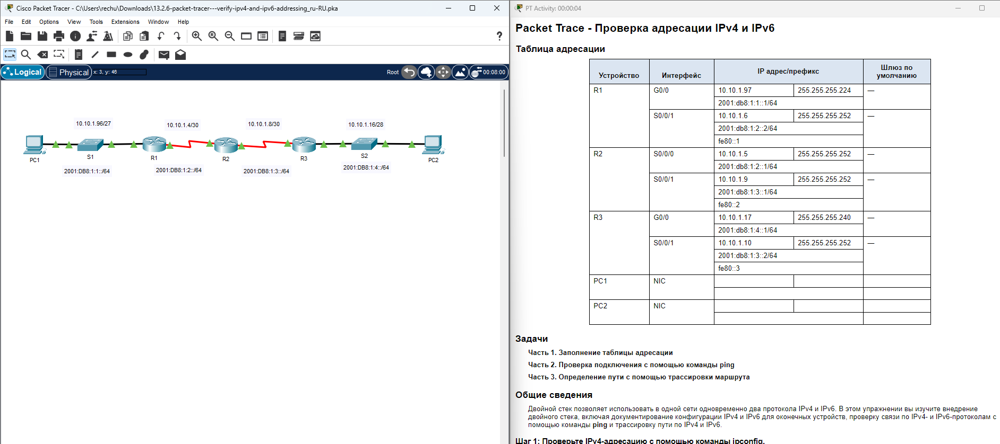 Cisco Packet Tracer - C:\Users\rechu\Downloads\13.2.6-packet-tracer---verify-ipv4-and-ipv6-addressing_ru-RU.pka
File Edit Options View Tools Extensions Window Help
?
Logical Physical x: 3, y: 46 Root 00:08:00
10.10.1.96/27 10.10.1.4/30 10.10.1.8/30 10.10.1.16/28
PC1 S1 R1 R2 R3 S2 PC2
2001:DB8:1:1::/64 2001:DB8:1:2::/64 2001:DB8:1:3::/64 2001:DB8:1:4::/64
PT Activity: 00:00:04
Packet Trace - Проверка адресации IPv4 и IPv6
Таблица адресации
Устройство Интерфейс IP адрес/префикс Шлюз по умолчанию
R1 G0/0 10.10.1.97 255.255.255.224 —
2001:db8:1:1::1/64
S0/0/1 10.10.1.6 255.255.255.252 —
2001:db8:1:2::2/64
fe80::1
R2 S0/0/0 10.10.1.5 255.255.255.252 —
2001:db8:1:2::1/64
S0/0/1 10.10.1.9 255.255.255.252 —
2001:db8:1:3::1/64
fe80::2
R3 G0/0 10.10.1.17 255.255.255.240 —
2001:db8:1:4::1/64
S0/0/1 10.10.1.10 255.255.255.252 —
2001:db8:1:3::2/64
fe80::3
PC1 NIC
PC2 NIC
Задачи
Часть 1. Заполнение таблицы адресации
Часть 2. Проверка подключения с помощью команды ping
Часть 3. Определение пути с помощью трассировки маршрута
Общие сведения
Двойной стек позволяет использовать в одной сети одновременно два протокола IPv4 и IPv6. В этом упражнении вы изучите внедрение
двойного стека, включая документирование конфигурации IPv4 и IPv6 для оконечных устройств, проверку связи по IPv4- и IPv6-протоколам с
помощью команды ping и трассировку пути по IPv4 и IPv6.
Шаг 1: Проверьте IPv4-адресацию с помощью команды ipconfig.